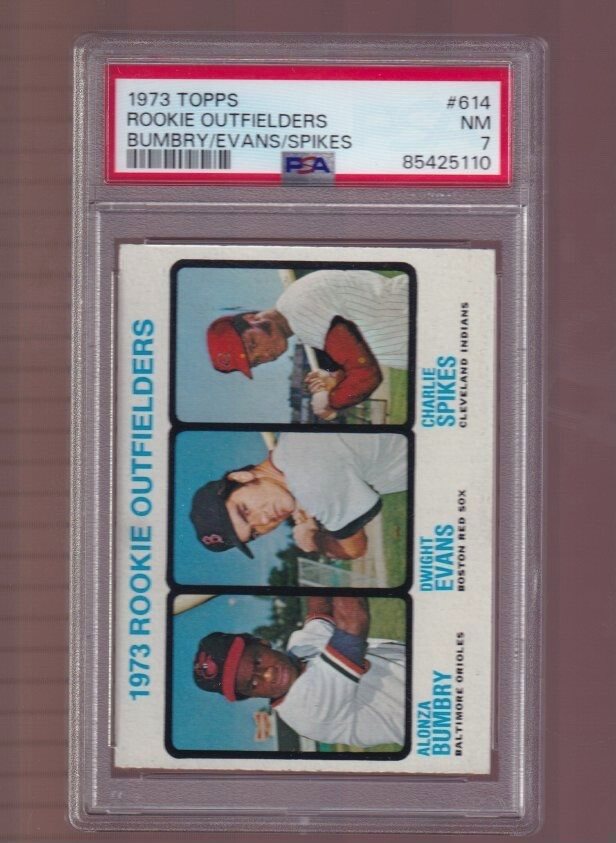 1973 TOPPS #614
ROOKIE OUTFIELDERS NM
BUMBRY/EVANS/SPIKES 7
PSA 85425110
1973 ROOKIE OUTFIELDERS
ALONZA
BUMBRY
BALTIMORE ORIOLES
DWIGHT
EVANS
BOSTON RED SOX
CHARLIE
SPIKES
CLEVELAND INDIANS